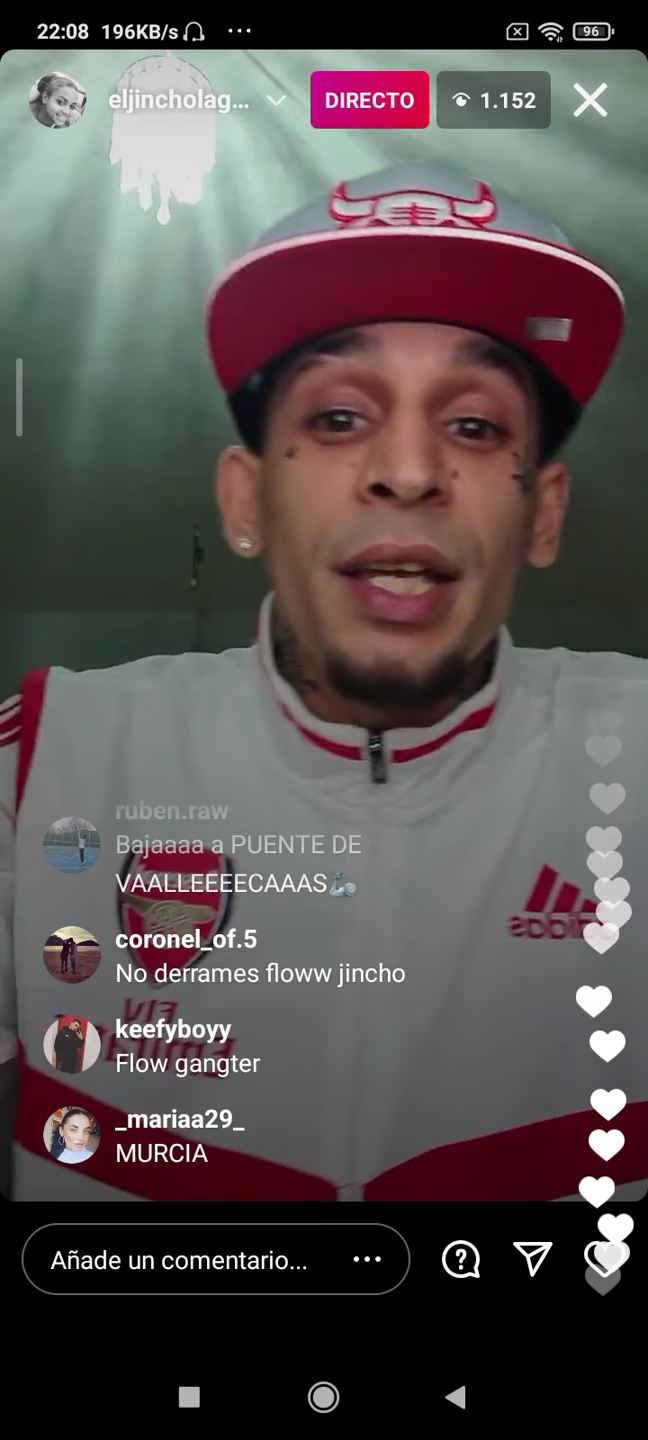 22:08 196KB/s ... 96
eljincholag... DIRECTO 1.152
ruben.raw
Bajaaaa a PUENTE DE
VAALLEEEECAAAS🦾
coronel_of.5
No derrames floww jincho
keefyboyy
Flow gangter
_mariaa29_
MURCIA
adidas
Fly
Añade un comentario... ...